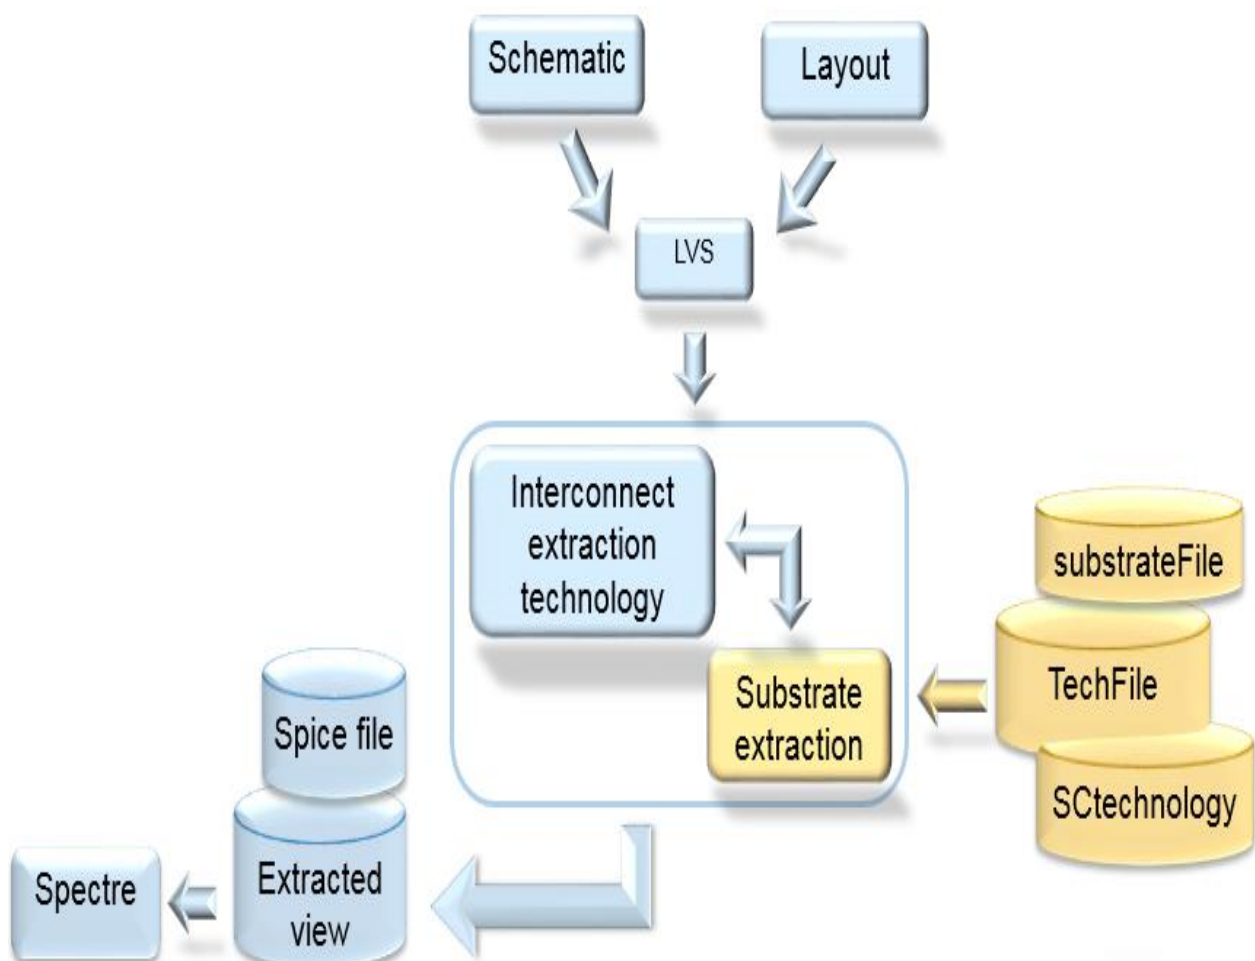 Schematic
Layout
LVS
Interconnect
extraction
technology
substrateFile
TechFile
SCtechnology
Substrate
extraction
Spice file
Extracted
view
Spectre